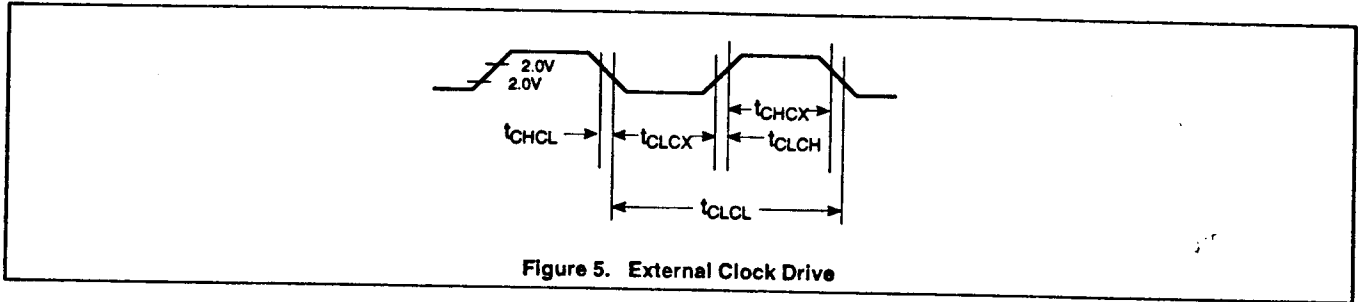 2.0V
2.0V
tCHCX
tCHCL tCLCX tCLCH
tCLCL
Figure 5. External Clock Drive